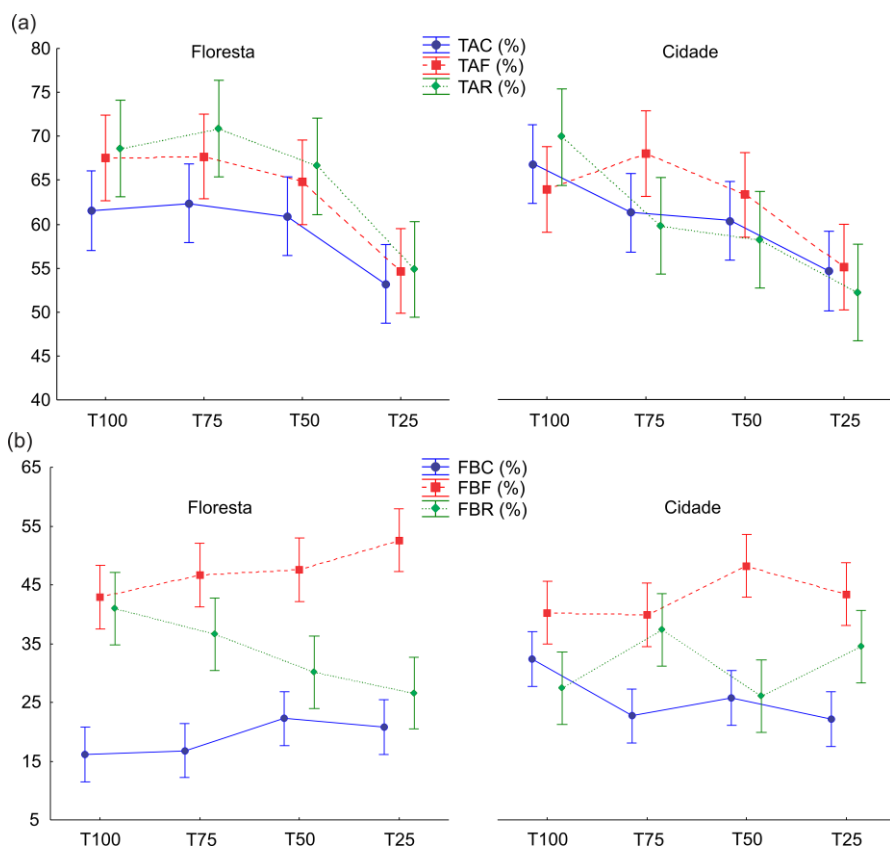 (a)
Floresta
TAC (%)
TAF (%)
TAR (%)
Cidade
80
75
70
65
60
55
50
45
40
T100 T75 T50 T25
T100 T75 T50 T25
(b)
65
55
45
35
25
15
5
Floresta
FBC (%)
FBF (%)
FBR (%)
Cidade
T100 T75 T50 T25
T100 T75 T50 T25